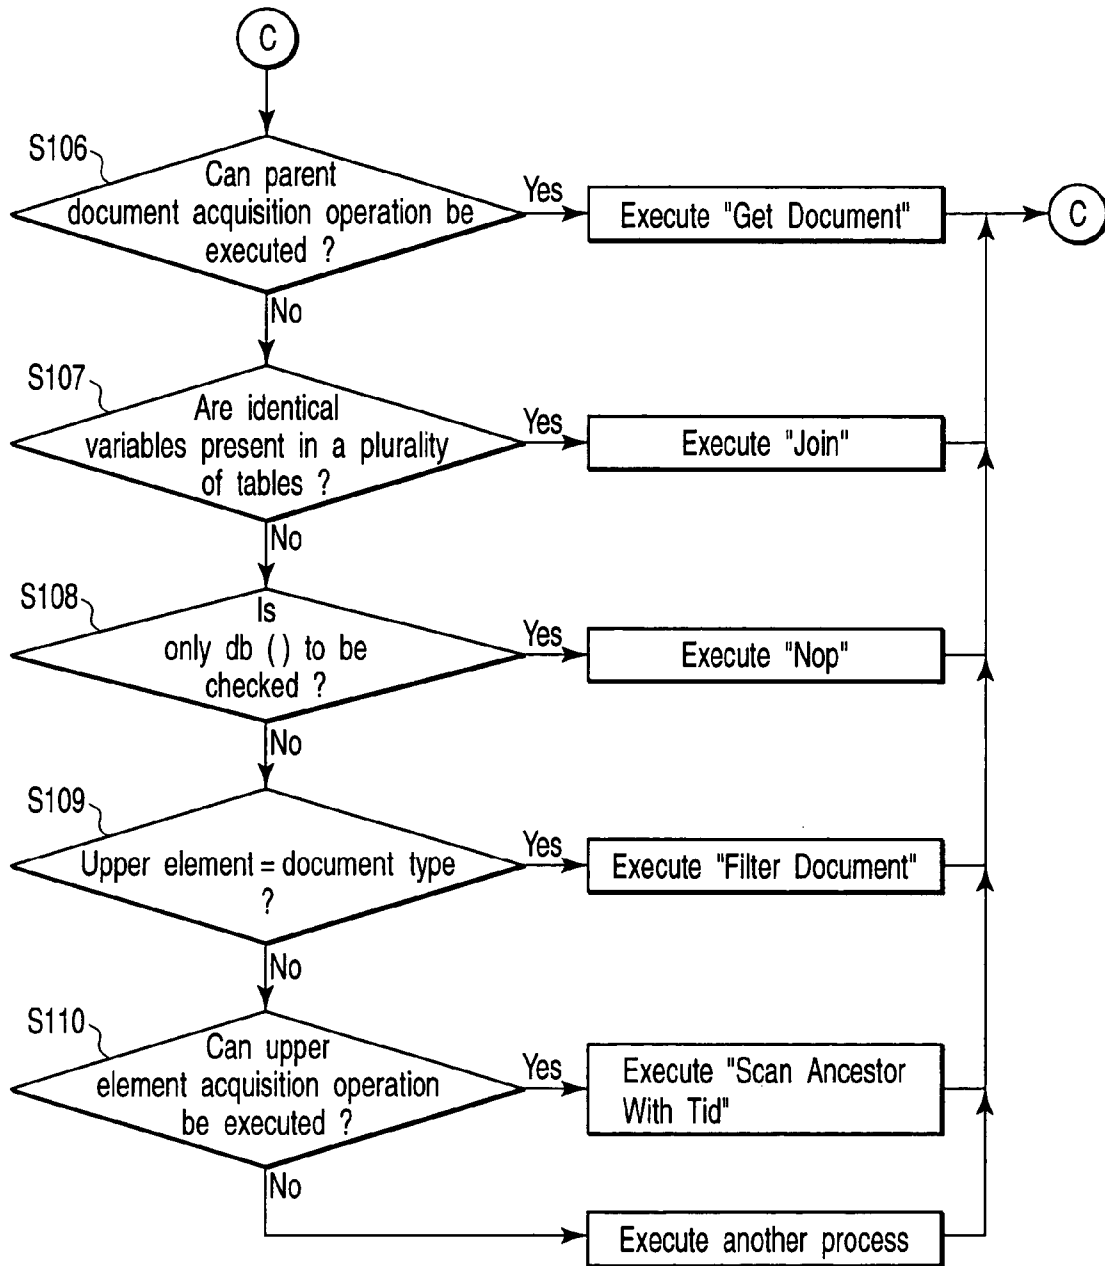 C
S106
Can parent
document acquisition operation be
executed ?
Yes
Execute "Get Document"
C
No
S107
Are identical
variables present in a plurality
of tables ?
Yes
Execute "Join"
No
S108
Is
only db () to be
checked ?
Yes
Execute "Nop"
No
S109
Upper element = document type
?
Yes
Execute "Filter Document"
No
S110
Can upper
element acquisition operation
be executed ?
Yes
Execute "Scan Ancestor
With Tid"
No
Execute another process